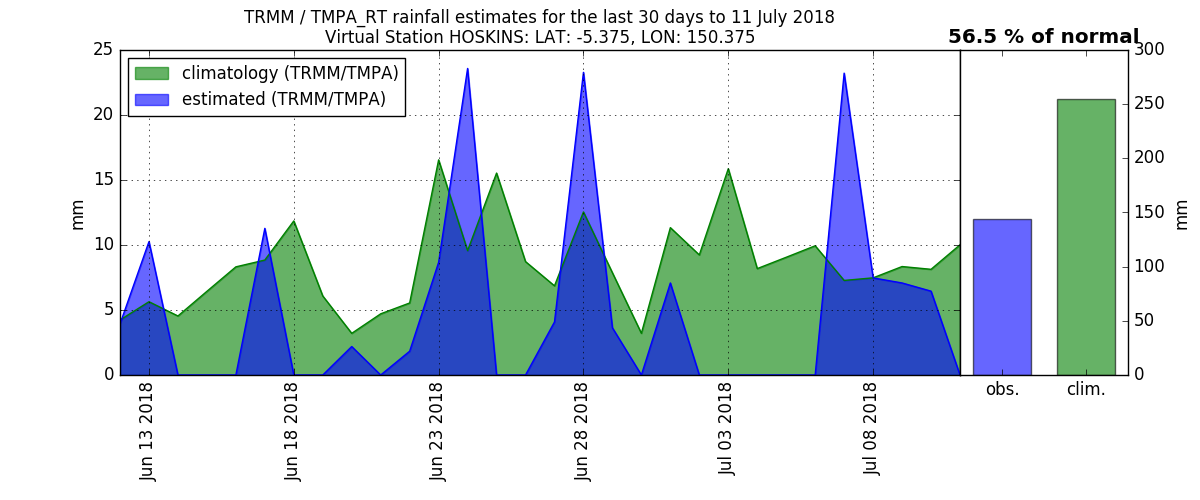 TRMM / TMPA_RT rainfall estimates for the last 30 days to 11 July 2018
Virtual Station HOSKINS: LAT: -5.375, LON: 150.375
56.5 % of normal
climatology (TRMM/TMPA)
estimated (TRMM/TMPA)
25
20
15
10
5
0
mm
Jun 13 2018
Jun 18 2018
Jun 23 2018
Jun 28 2018
Jul 03 2018
Jul 08 2018
300
250
200
150
100
50
0
mm
obs.
clim.